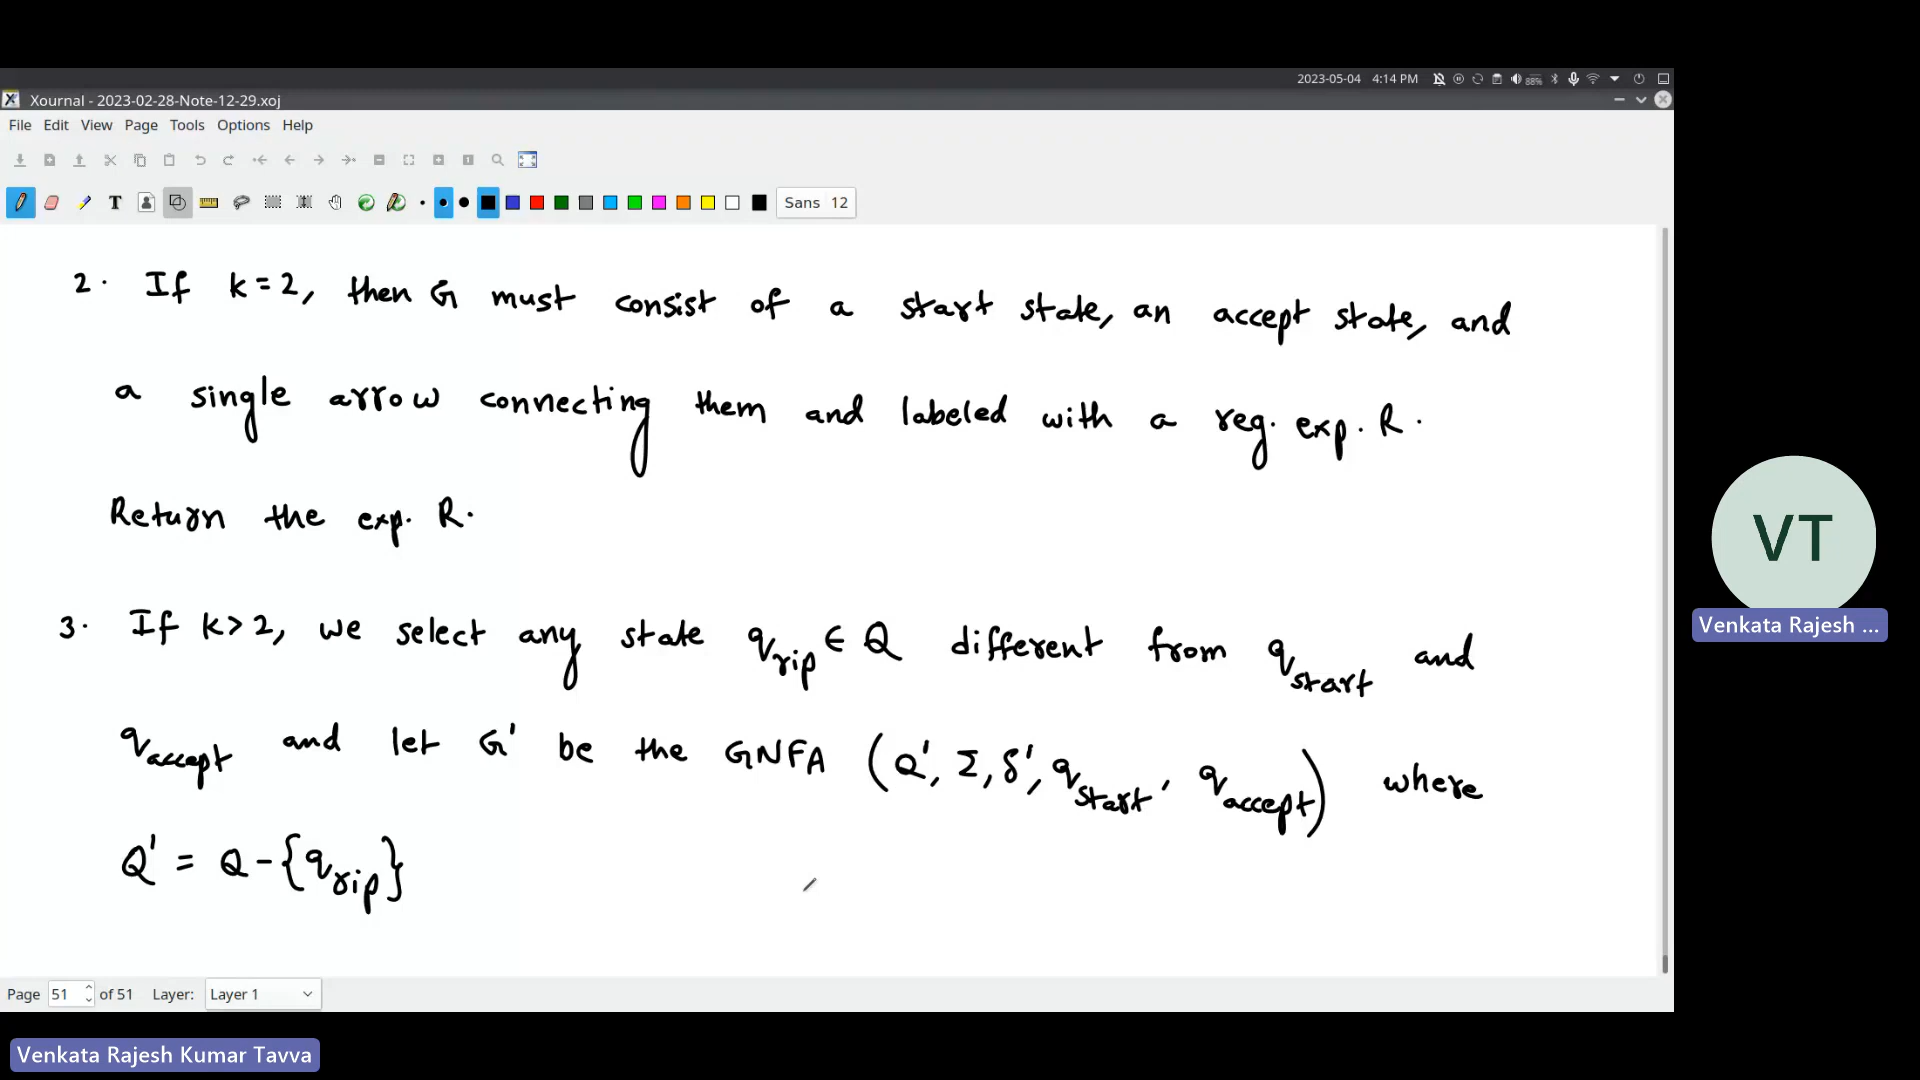 2023-05-04 4:14 PM 88%
Xournal - 2023-02-28-Note-12-29.xoj
File Edit View Page Tools Options Help
T Sans 12
2. If k=2, then G must consist of a start state, an accept state, and
a single arrow connecting them and labeled with a reg. exp. R.
Return the exp. R.
3. If k>2, we select any state q_rip ∈ Q different from q_start and
q_accept and let G' be the GNFA (Q', Σ, δ', q_start, q_accept) where
Q' = Q - {q_rip}
VT
Venkata Rajesh ...
Page 51 of 51 Layer: Layer 1
Venkata Rajesh Kumar Tavva